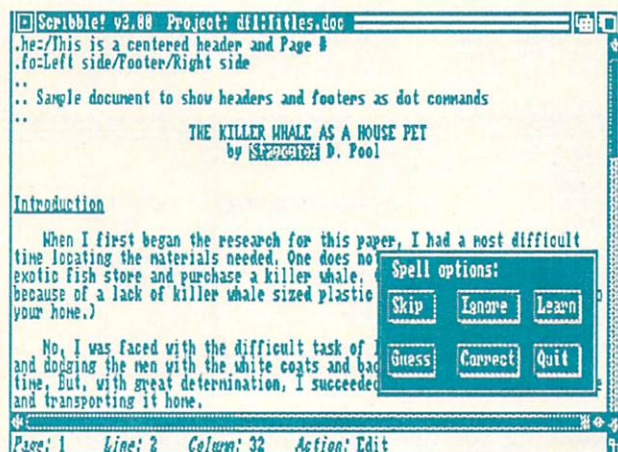 Scribble! v2.00 Project: df1:Titles.doc
.he=/This is a centered header and Page #
.fo=Left side/Footer/Right side
..
.. Sample document to show headers and footers as dot commands
..
THE KILLER WHALE AS A HOUSE PET
by D. Pool
Introduction
When I first began the research for this paper, I had a most difficult
time locating the materials needed. One does not
exotic fish store and purchase a killer whale.
because of a lack of killer whale sized plastic
your home.)
No, I was faced with the difficult task of
and dodging the men with the white coats and
time. But, with great determination, I succeeded
and transporting it home.
Spell options:
Skip Ignore Learn
Guess Correct Quit
Page: 1 Line: 2 Column: 32 Action: Edit